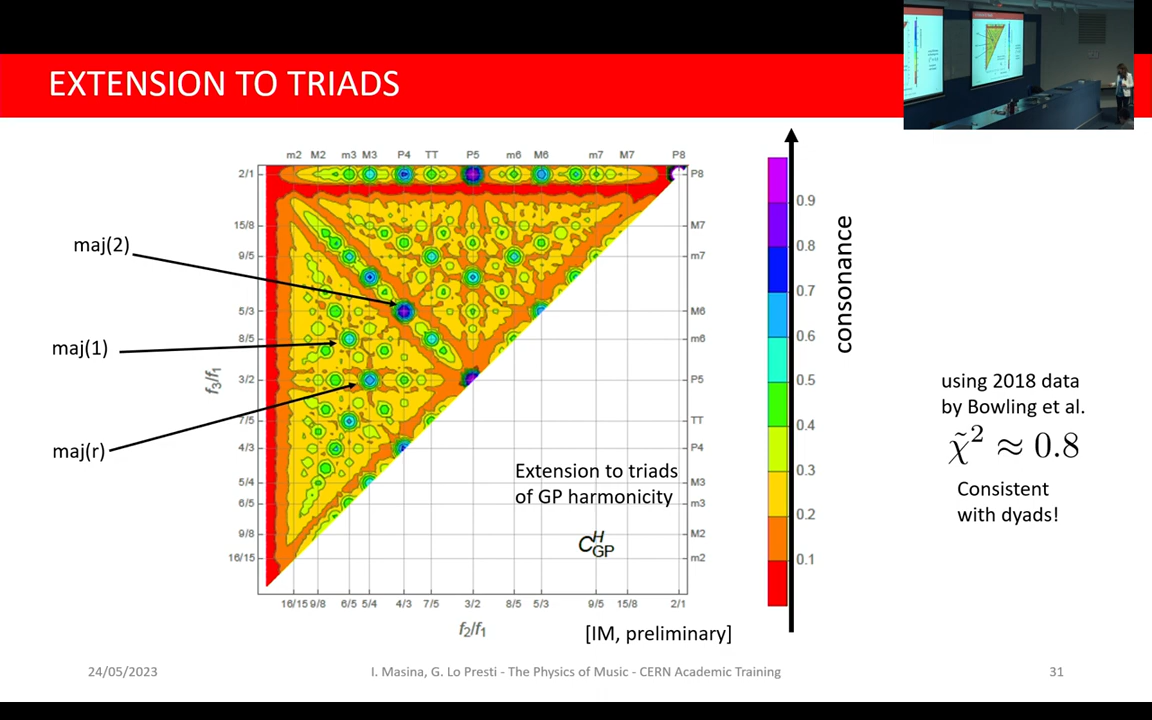 EXTENSION TO TRIADS
m2 M2 m3 M3 P4 TT P5 m6 M6 m7 M7 P8
2/1
15/8
9/5
5/3
8/5
3/2
7/5
4/3
5/4
6/5
9/8
16/15
f3/f1
P8
M7
m7
M6
m6
P5
TT
P4
M3
m3
M2
m2
16/15 9/8 6/5 5/4 4/3 7/5 3/2 8/5 5/3 9/5 15/8 2/1
f2/f1
maj(2)
maj(1)
maj(r)
Extension to triads
of GP harmonicity
C^H_GP
[IM, preliminary]
0.9
0.8
0.7
0.6
0.5
0.4
0.3
0.2
0.1
consonance
using 2018 data
by Bowling et al.
χ̃² ≈ 0.8
Consistent
with dyads!
24/05/2023
I. Masina, G. Lo Presti - The Physics of Music - CERN Academic Training
31